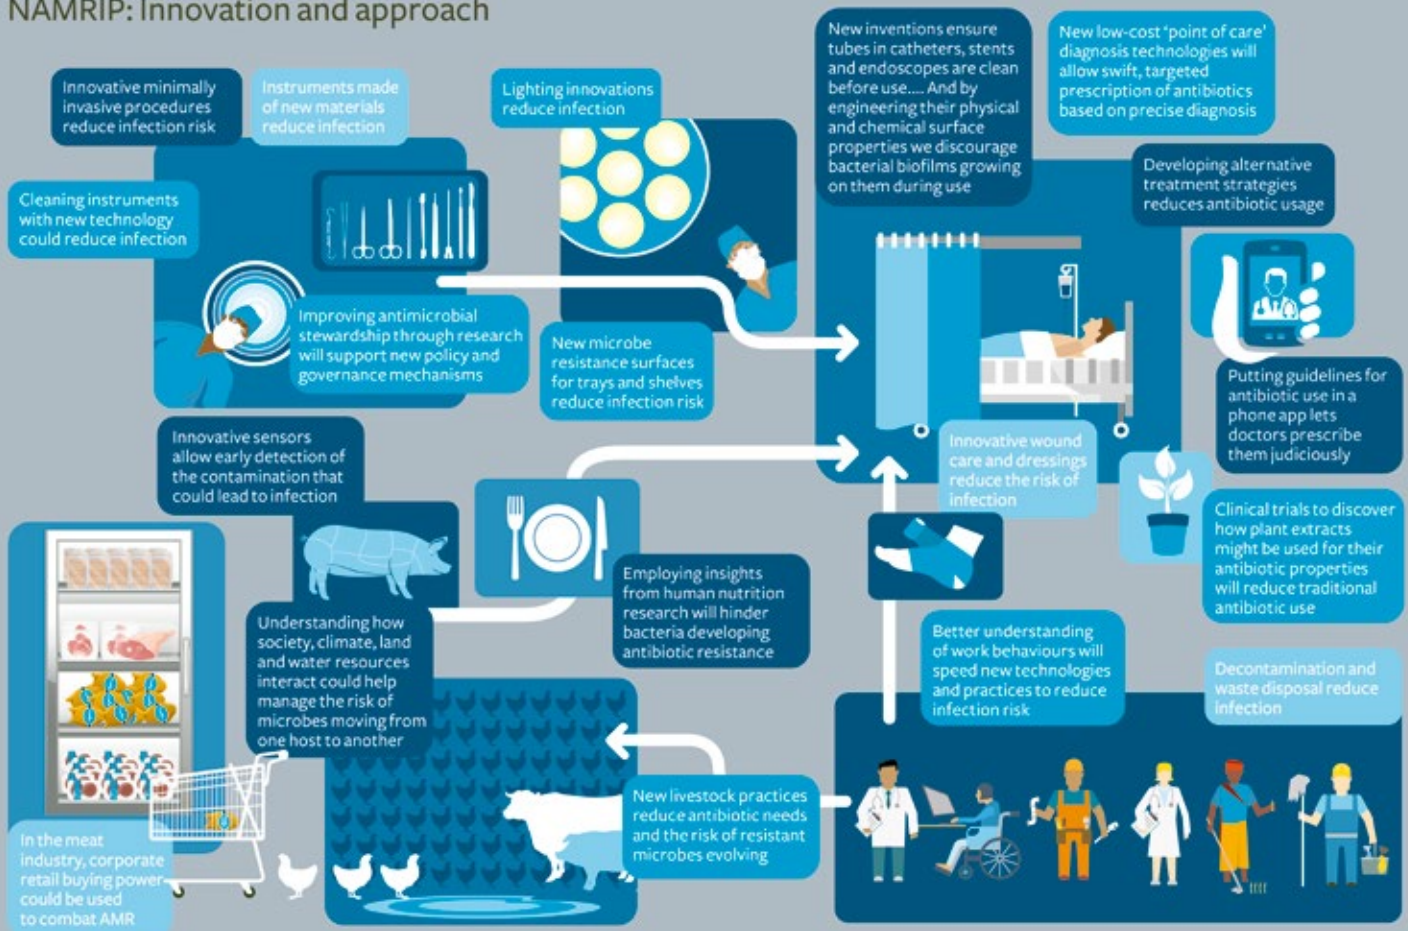 NAMRIP: Innovation and approach
Innovative minimally
invasive procedures
reduce infection risk
Instruments made
of new materials
reduce infection
Lighting innovations
reduce infection
New inventions ensure
tubes in catheters, stents
and endoscopes are clean
before use.... And by
engineering their physical
and chemical surface
properties we discourage
bacterial biofilms growing
on them during use
New low-cost ‘point of care’
diagnosis technologies will
allow swift, targeted
prescription of antibiotics
based on precise diagnosis
Developing alternative
treatment strategies
reduces antibiotic usage
Cleaning instruments
with new technology
could reduce infection
Improving antimicrobial
stewardship through research
will support new policy and
governance mechanisms
New microbe
resistance surfaces
for trays and shelves
reduce infection risk
Putting guidelines for
antibiotic use in a
phone app lets
doctors prescribe
them judiciously
Innovative sensors
allow early detection of
the contamination that
could lead to infection
Innovative wound
care and dressings
reduce the risk of
infection
Clinical trials to discover
how plant extracts
might be used for their
antibiotic properties
will reduce traditional
antibiotic use
Employing insights
from human nutrition
research will hinder
bacteria developing
antibiotic resistance
Understanding how
society, climate, land
and water resources
interact could help
manage the risk of
microbes moving from
one host to another
Better understanding
of work behaviours will
speed new technologies
and practices to reduce
infection risk
Decontamination and
waste disposal reduce
infection
New livestock practices
reduce antibiotic needs
and the risk of resistant
microbes evolving
In the meat
industry, corporate
retail buying power
could be used
to combat AMR